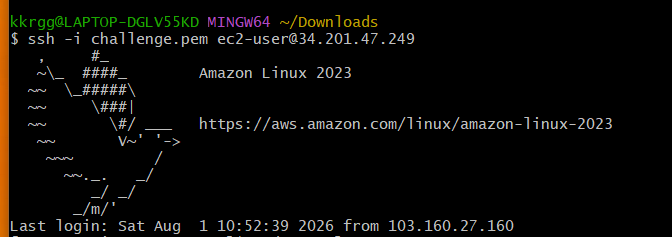 kkrgg@LAPTOP-DGLV55KD MINGW64 ~/Downloads
$ ssh -i challenge.pem ec2-user@34.201.47.249
   ,     #_
   ~\_  ####_        Amazon Linux 2023
  ~~  \_#####\
  ~~     \###|
  ~~       \#/ ___   https://aws.amazon.com/linux/amazon-linux-2023
   ~~       V~' '->
    ~~~         /
      ~~._.   _/
         _/ _/
       _/m/'
Last login: Sat Aug  1 10:52:39 2026 from 103.160.27.160